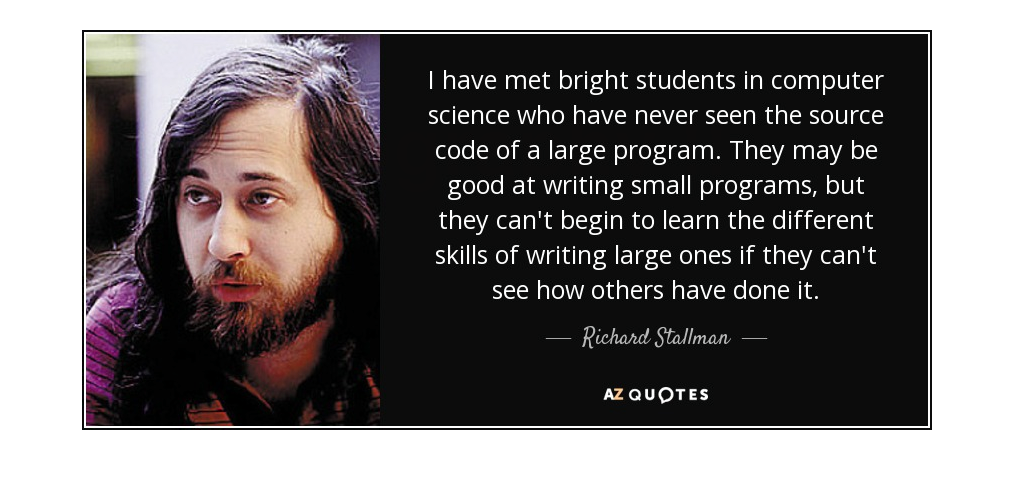 I have met bright students in computer
science who have never seen the source
code of a large program. They may be
good at writing small programs, but
they can't begin to learn the different
skills of writing large ones if they can't
see how others have done it.
Richard Stallman
AZ QUOTES